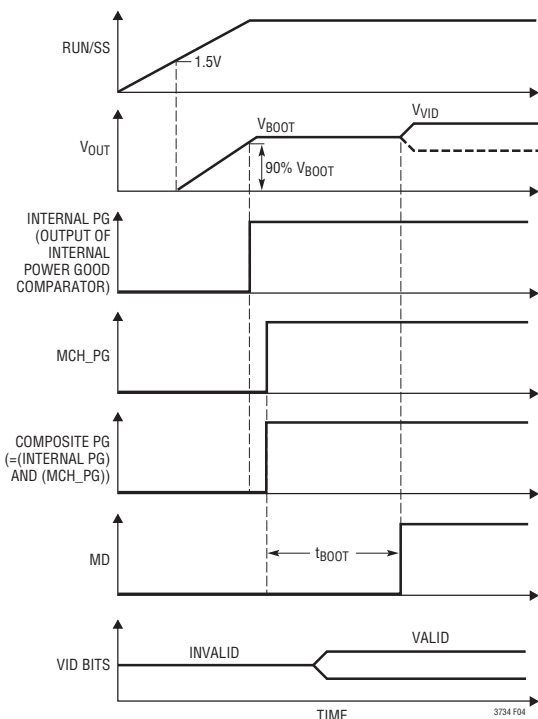 RUN/SS
1.5V
VOUT
VBOOT
VVID
90% VBOOT
INTERNAL PG
(OUTPUT OF
INTERNAL
POWER GOOD
COMPARATOR)
MCH_PG
COMPOSITE PG
(=(INTERNAL PG)
AND (MCH_PG))
MD
tBOOT
VID BITS
INVALID
VALID
TIME
3734 F04